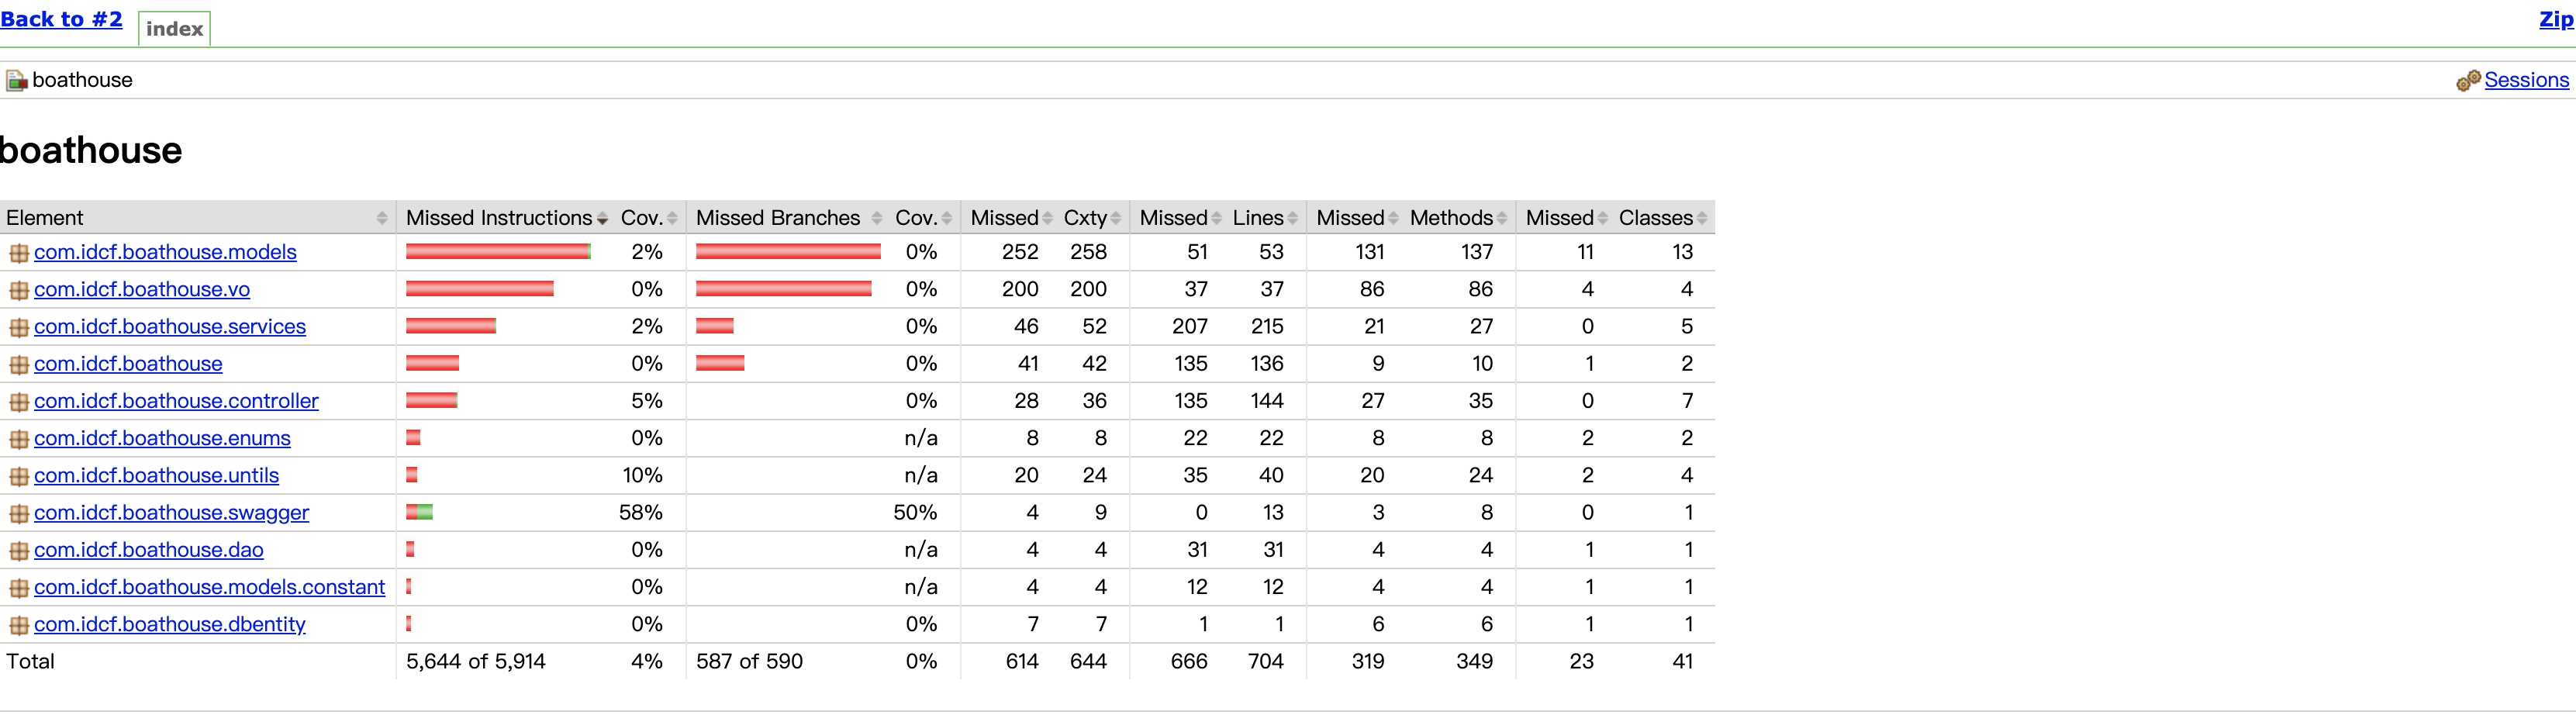 Back to #2 index Zip
boathouse Sessions
boathouse
Element Missed Instructions Cov. Missed Branches Cov. Missed Cxty Missed Lines Missed Methods Missed Classes
com.idcf.boathouse.models 2% 0% 252 258 51 53 131 137 11 13
com.idcf.boathouse.vo 0% 0% 200 200 37 37 86 86 4 4
com.idcf.boathouse.services 2% 0% 46 52 207 215 21 27 0 5
com.idcf.boathouse 0% 0% 41 42 135 136 9 10 1 2
com.idcf.boathouse.controller 5% 0% 28 36 135 144 27 35 0 7
com.idcf.boathouse.enums 0% n/a 8 8 22 22 8 8 2 2
com.idcf.boathouse.untils 10% n/a 20 24 35 40 20 24 2 4
com.idcf.boathouse.swagger 58% 50% 4 9 0 13 3 8 0 1
com.idcf.boathouse.dao 0% n/a 4 4 31 31 4 4 1 1
com.idcf.boathouse.models.constant 0% n/a 4 4 12 12 4 4 1 1
com.idcf.boathouse.dbentity 0% 0% 7 7 1 1 6 6 1 1
Total 5,644 of 5,914 4% 587 of 590 0% 614 644 666 704 319 349 23 41